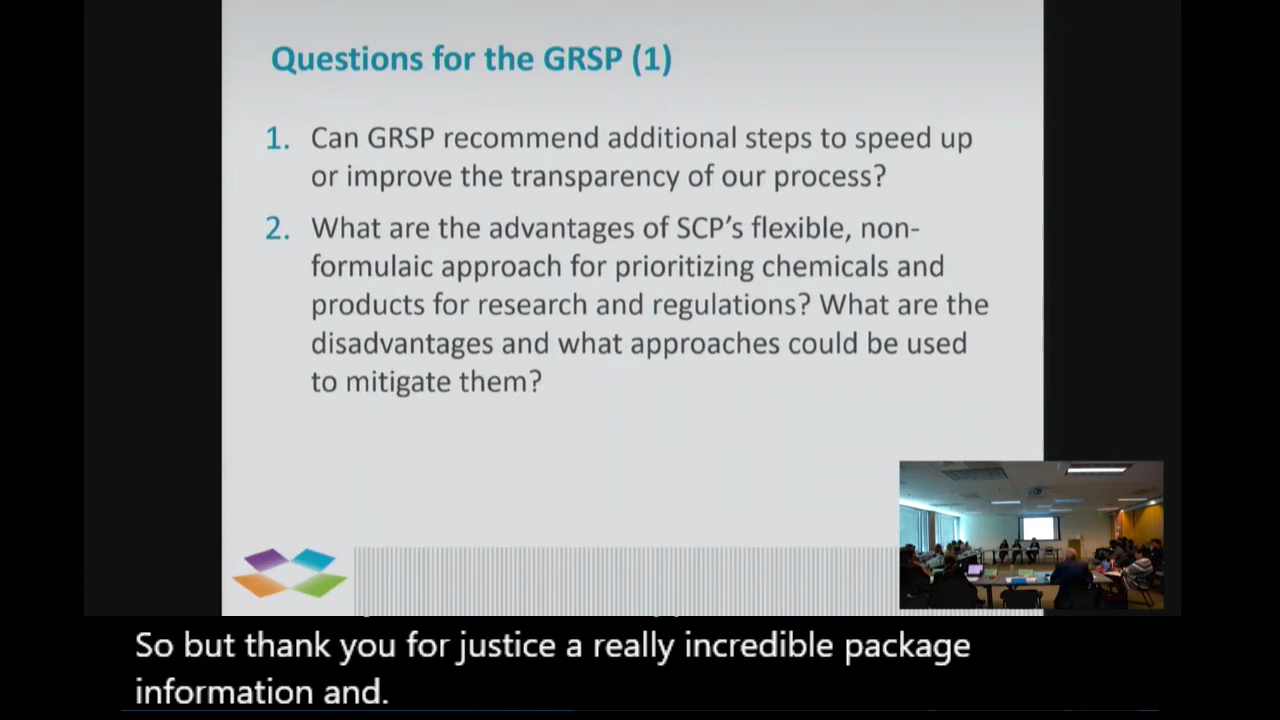 Questions for the GRSP (1)
1. Can GRSP recommend additional steps to speed up
or improve the transparency of our process?
2. What are the advantages of SCP's flexible, non-
formulaic approach for prioritizing chemicals and
products for research and regulations? What are the
disadvantages and what approaches could be used
to mitigate them?
So but thank you for justice a really incredible package
information and.